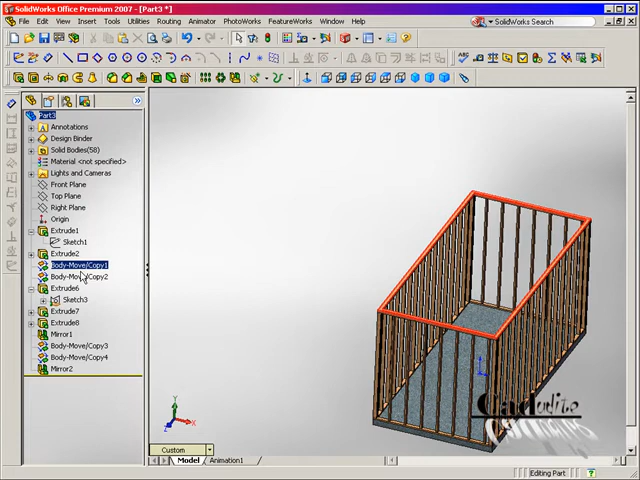 SolidWorks Office Premium 2007 - [Part3 *]
File Edit View Insert Tools Utilities Routing Animator PhotoWorks FeatureWorks Window Help
SolidWorks Search
Part3
Annotations
Design Binder
Solid Bodies(58)
Material <not specified>
Lights and Cameras
Front Plane
Top Plane
Right Plane
Origin
Extrude1
Sketch1
Extrude2
Body-Move/Copy1
Body-Move/Copy2
Extrude6
Sketch3
Extrude7
Extrude8
Mirror1
Body-Move/Copy3
Body-Move/Copy4
Mirror2
Y
X
Z
Custom
Model Animation1
Editing Part